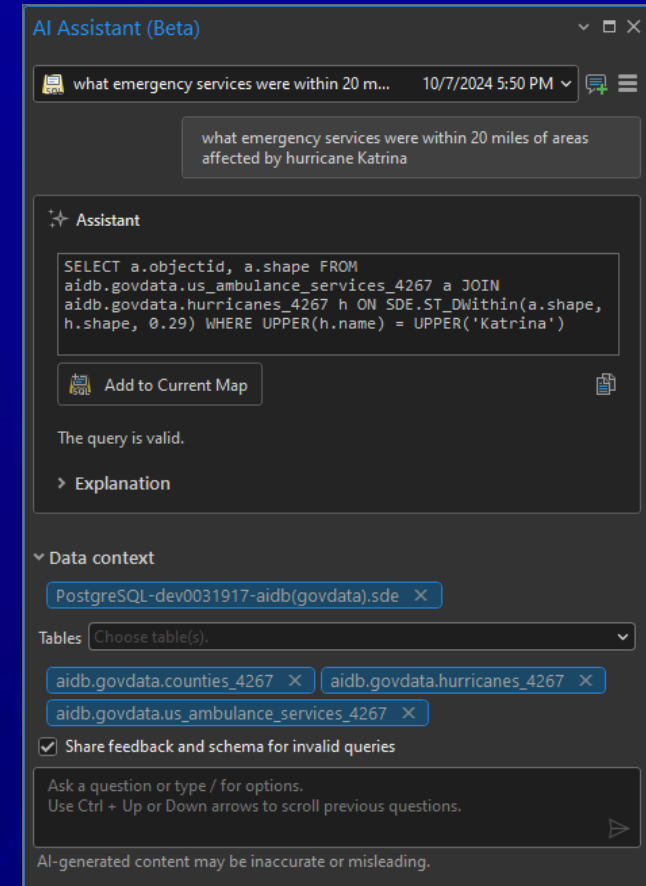 AI Assistant (Beta)
what emergency services were within 20 m... 10/7/2024 5:50 PM
what emergency services were within 20 miles of areas
affected by hurricane Katrina
Assistant
SELECT a.objectid, a.shape FROM
aidb.govdata.us_ambulance_services_4267 a JOIN
aidb.govdata.hurricanes_4267 h ON SDE.ST_DWithin(a.shape,
h.shape, 0.29) WHERE UPPER(h.name) = UPPER('Katrina')
SQL Add to Current Map
The query is valid.
Explanation
Data context
PostgreSQL-dev0031917-aidb(govdata).sde
Tables Choose table(s).
aidb.govdata.counties_4267 aidb.govdata.hurricanes_4267
aidb.govdata.us_ambulance_services_4267
Share feedback and schema for invalid queries
Ask a question or type / for options.
Use Ctrl + Up or Down arrows to scroll previous questions.
AI-generated content may be inaccurate or misleading.